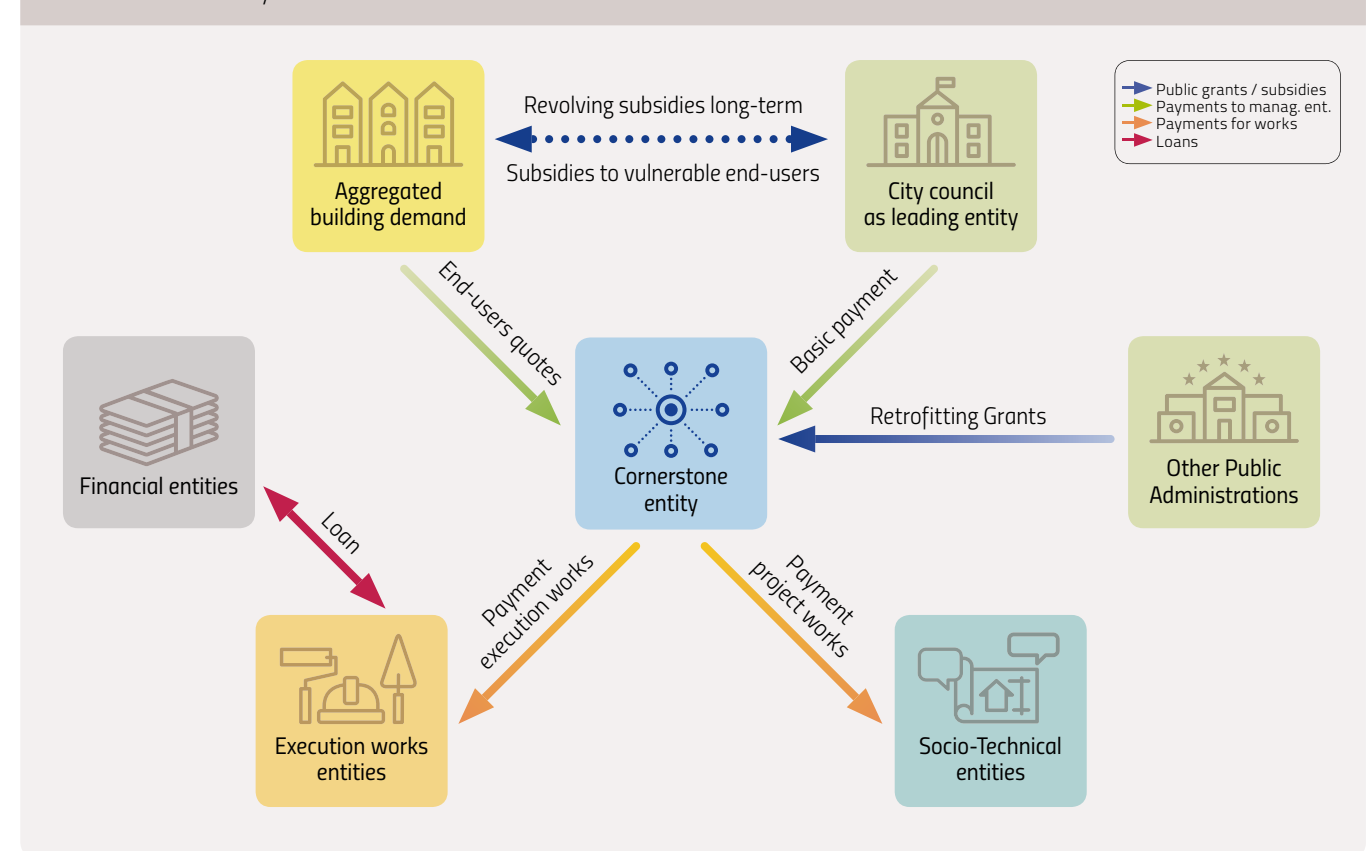 Revolving subsidies long-term
Subsidies to vulnerable end-users
Aggregated
building demand
City council
as leading entity
Public grants / subsidies
Payments to manag. ent.
Payments for works
Loans
End-users quotes
Basic payment
Financial entities
Cornerstone
entity
Retrofitting Grants
Other Public
Administrations
Loan
Payment
execution works
Payment
project works
Execution works
entities
Socio-Technical
entities